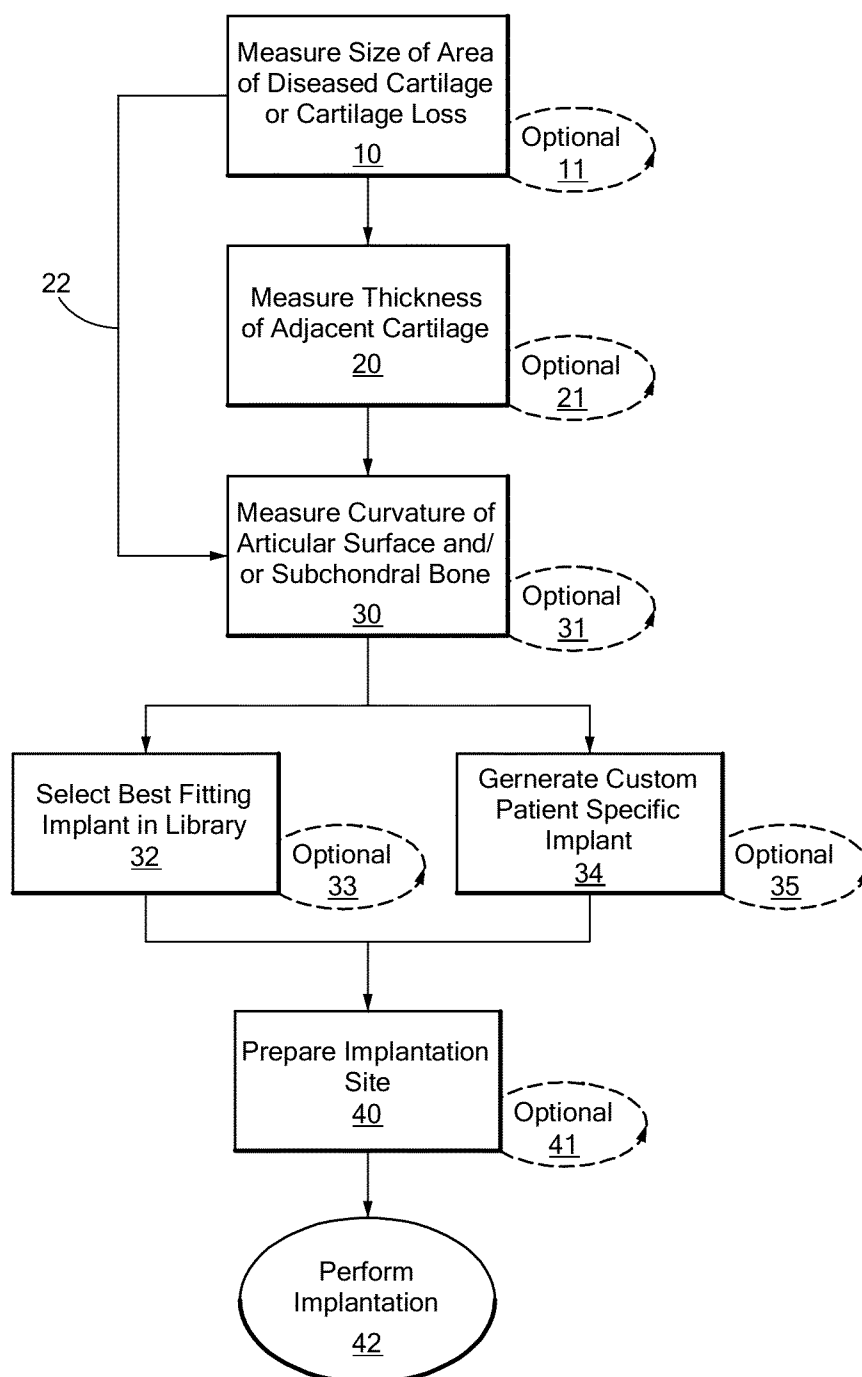 Measure Size of Area
of Diseased Cartilage
or Cartilage Loss
10
Optional
11
22
Measure Thickness
of Adjacent Cartilage
20
Optional
21
Measure Curvature of
Articular Surface and/
or Subchondral Bone
30
Optional
31
Select Best Fitting
Implant in Library
32
Optional
33
Gernerate Custom
Patient Specific
Implant
34
Optional
35
Prepare Implantation
Site
40
Optional
41
Perform
Implantation
42